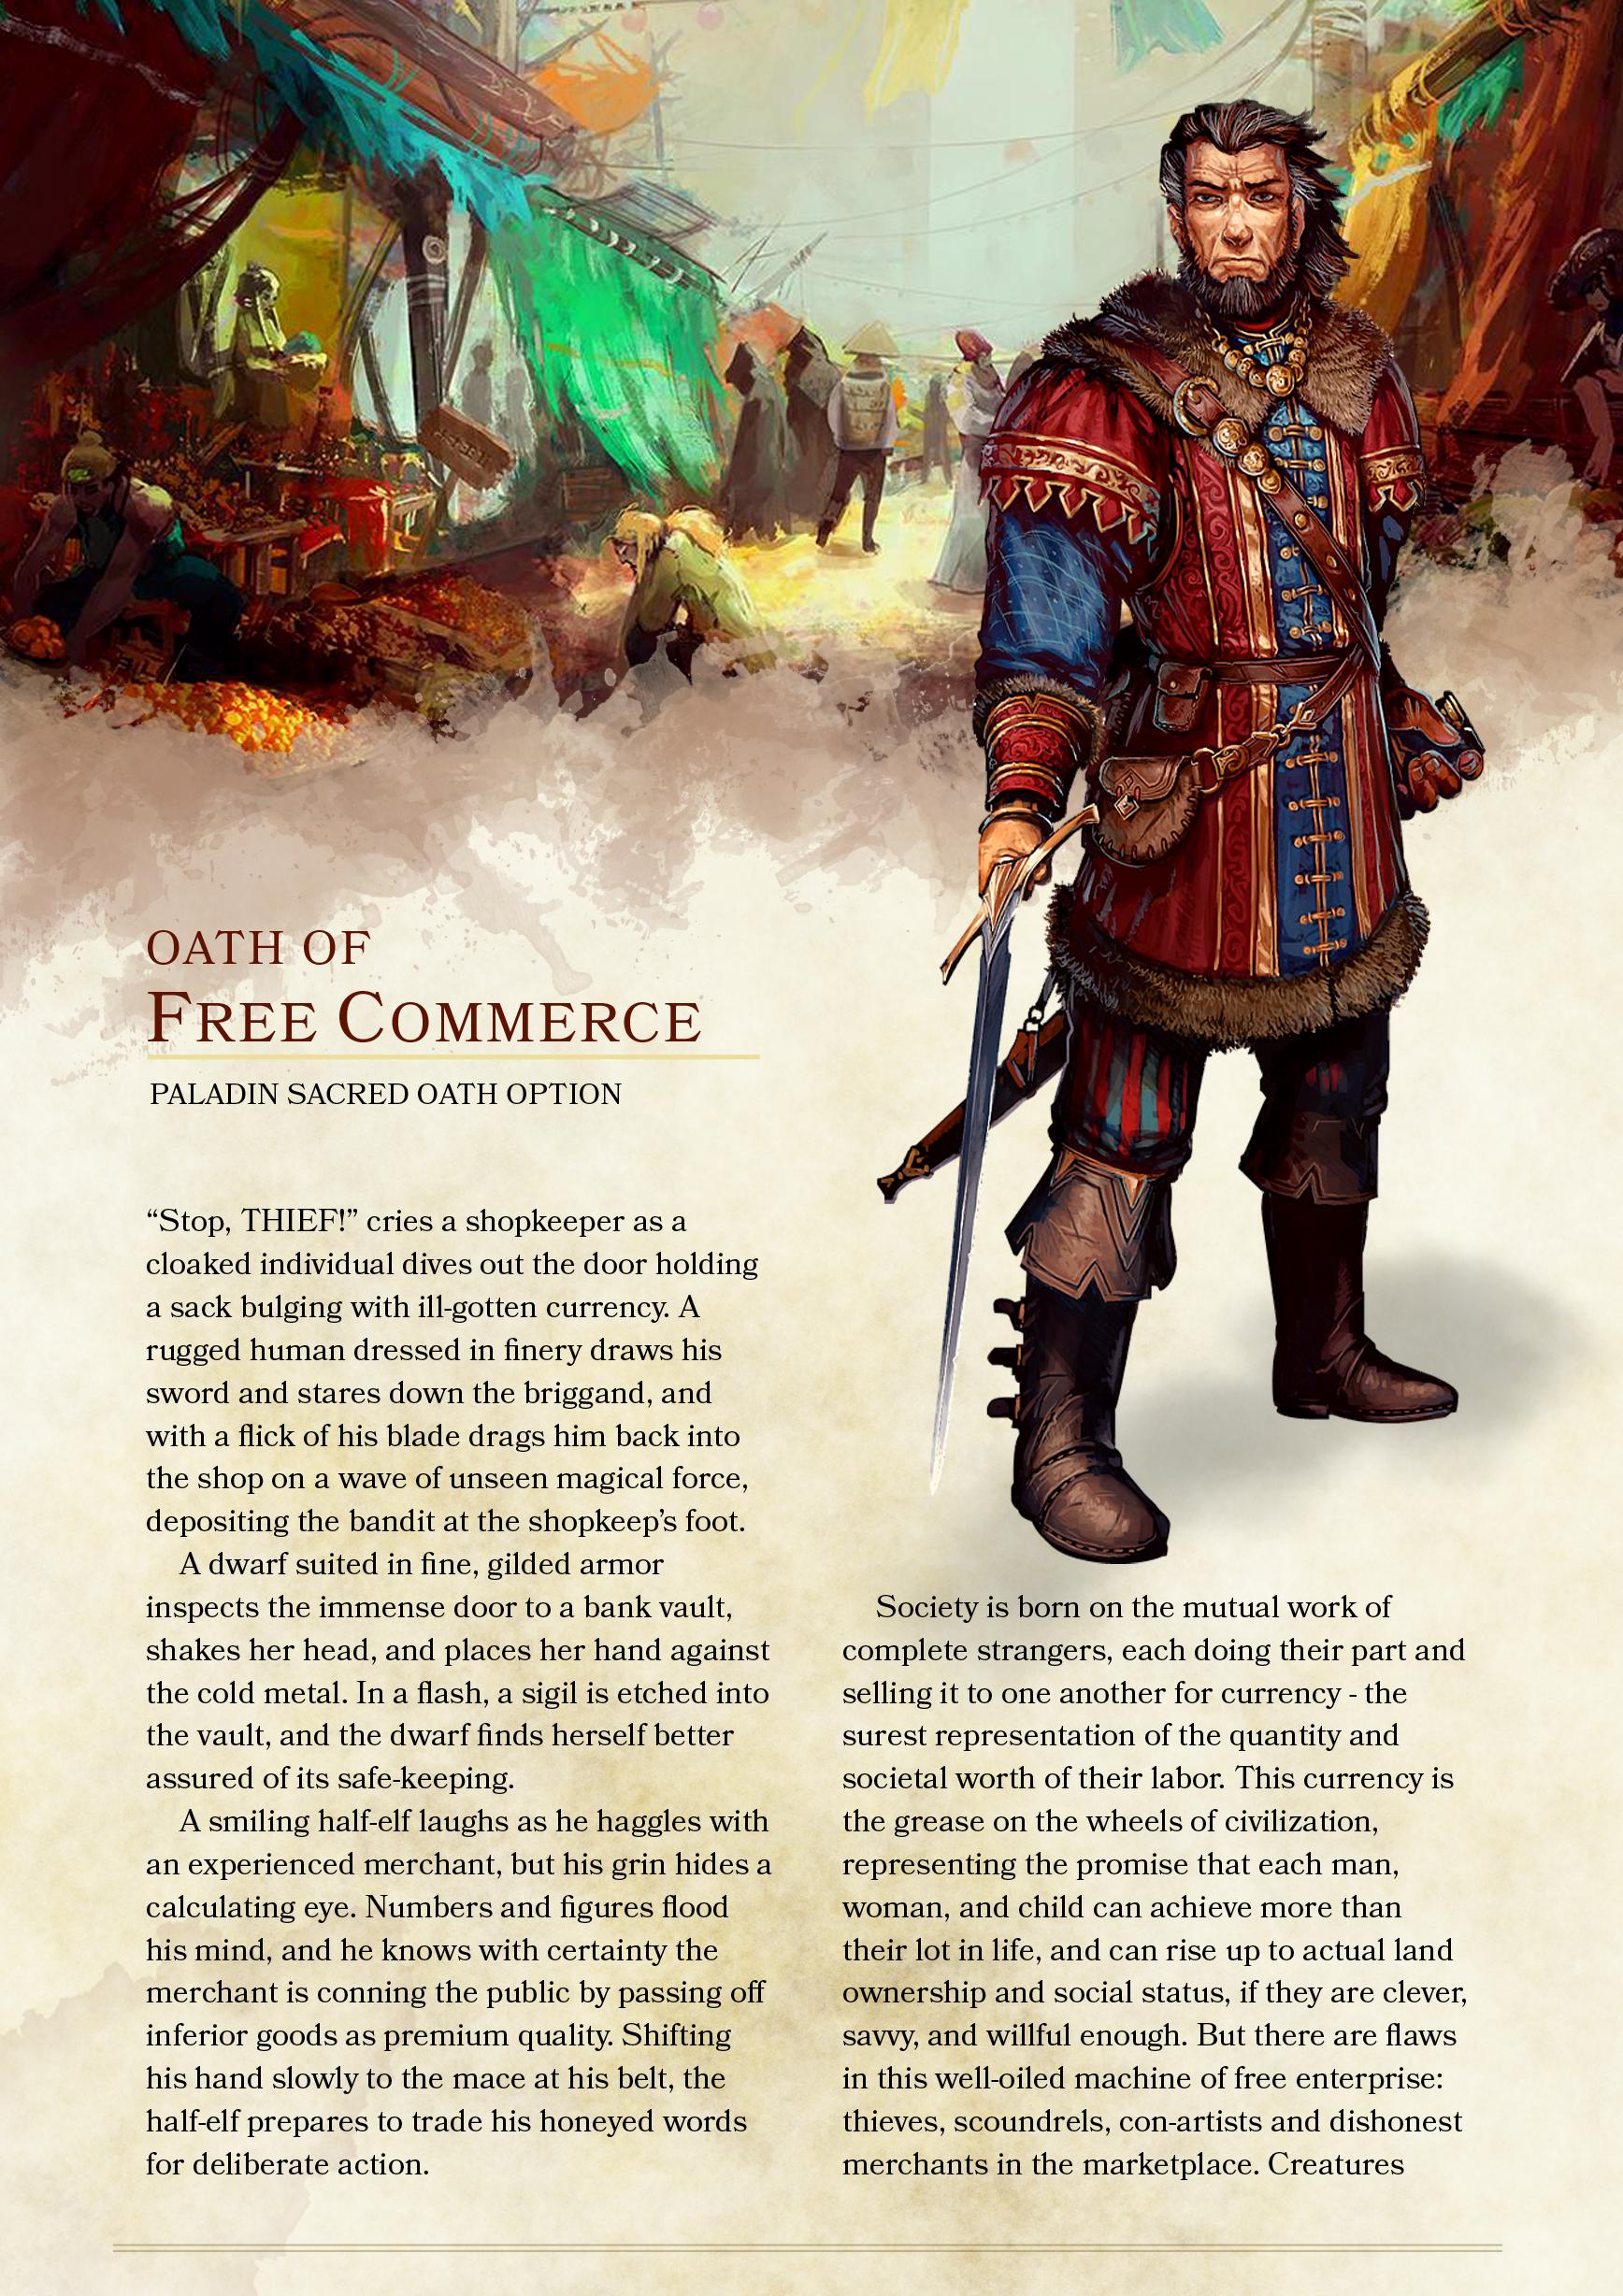 OATH OF
FREE COMMERCE
PALADIN SACRED OATH OPTION
“Stop, THIEF!” cries a shopkeeper as a
cloaked individual dives out the door holding
a sack bulging with ill-gotten currency. A
rugged human dressed in finery draws his
sword and stares down the briggand, and
with a flick of his blade drags him back into
the shop on a wave of unseen magical force,
depositing the bandit at the shopkeep’s foot.
A dwarf suited in fine, gilded armor
inspects the immense door to a bank vault,
shakes her head, and places her hand against
the cold metal. In a flash, a sigil is etched into
the vault, and the dwarf finds herself better
assured of its safe-keeping.
A smiling half-elf laughs as he haggles with
an experienced merchant, but his grin hides a
calculating eye. Numbers and figures flood
his mind, and he knows with certainty the
merchant is conning the public by passing off
inferior goods as premium quality. Shifting
his hand slowly to the mace at his belt, the
half-elf prepares to trade his honeyed words
for deliberate action.
Society is born on the mutual work of
complete strangers, each doing their part and
selling it to one another for currency - the
surest representation of the quantity and
societal worth of their labor. This currency is
the grease on the wheels of civilization,
representing the promise that each man,
woman, and child can achieve more than
their lot in life, and can rise up to actual land
ownership and social status, if they are clever,
savvy, and willful enough. But there are flaws
in this well-oiled machine of free enterprise:
thieves, scoundrels, con-artists and dishonest
merchants in the marketplace. Creatures